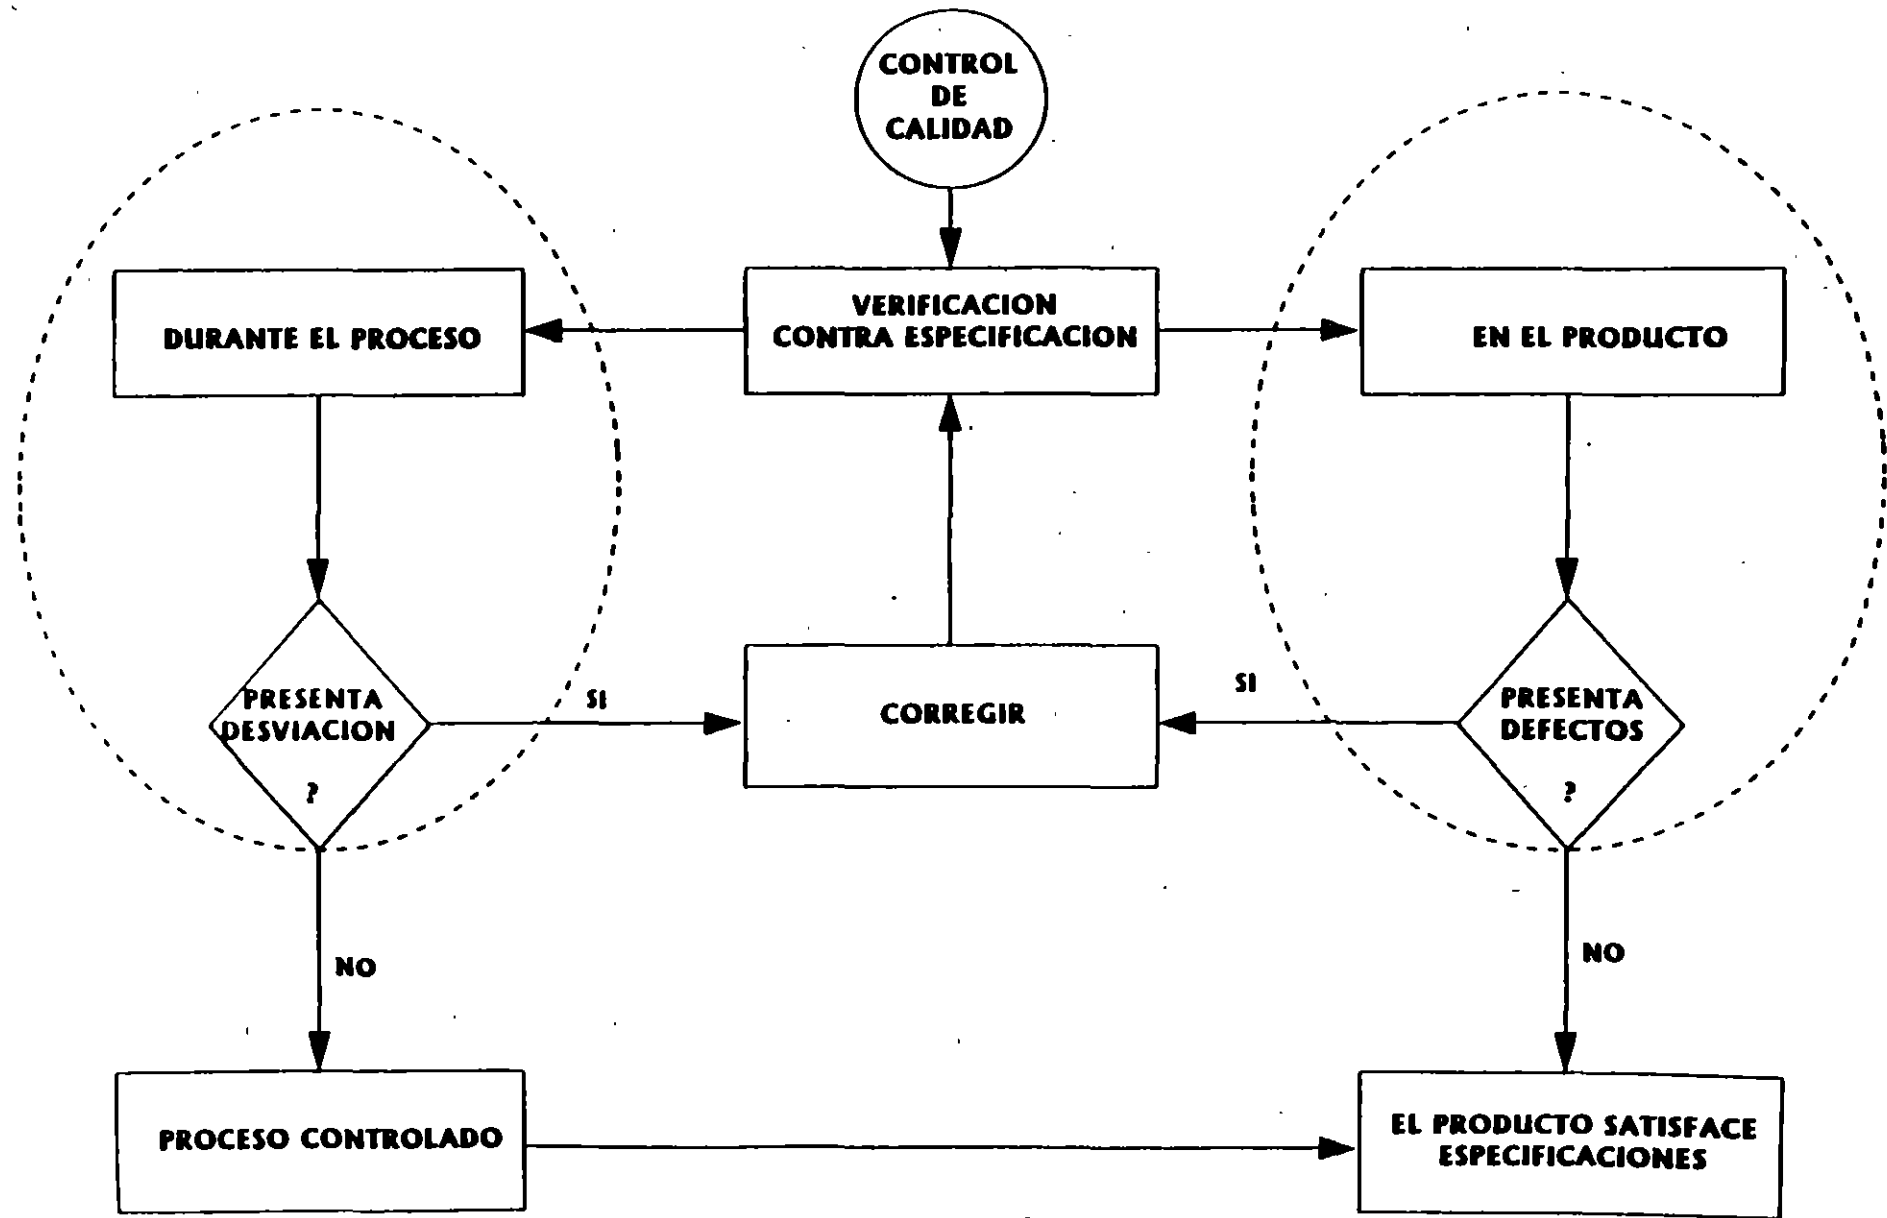 CONTROL
DE
CALIDAD
DURANTE EL PROCESO
VERIFICACION
CONTRA ESPECIFICACION
EN EL PRODUCTO
PRESENTA
DESVIACION
?
SI
CORREGIR
SI
PRESENTA
DEFECTOS
?
NO
NO
PROCESO CONTROLADO
EL PRODUCTO SATISFACE
ESPECIFICACIONES